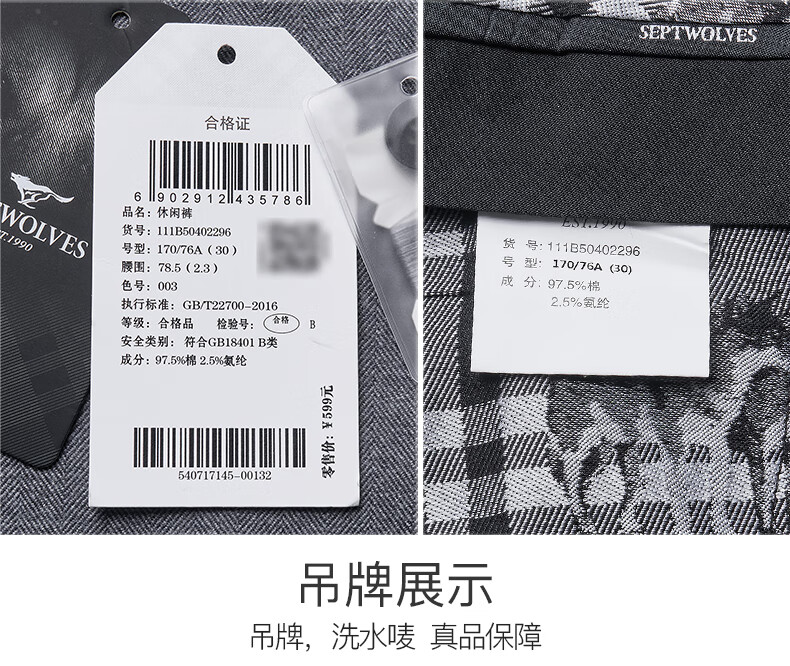 TWOLVES
EST.1990
合格证
6 902912 435786
品名：休闲裤
货号：111B50402296
号型：170/76A（30）
腰围：78.5（2.3）
色号：003
执行标准：GB/T22700-2016
等级：合格品 检验号：合格 B
安全类别：符合GB18401 B类
成分：97.5%棉 2.5%氨纶
零售价：￥599元
540717145-00132
SEPTWOLVES
EST.1990
货 号：111B50402296
号 型：170/76A（30）
成 分：97.5%棉
2.5%氨纶
吊牌展示
吊牌，洗水唛 真品保障